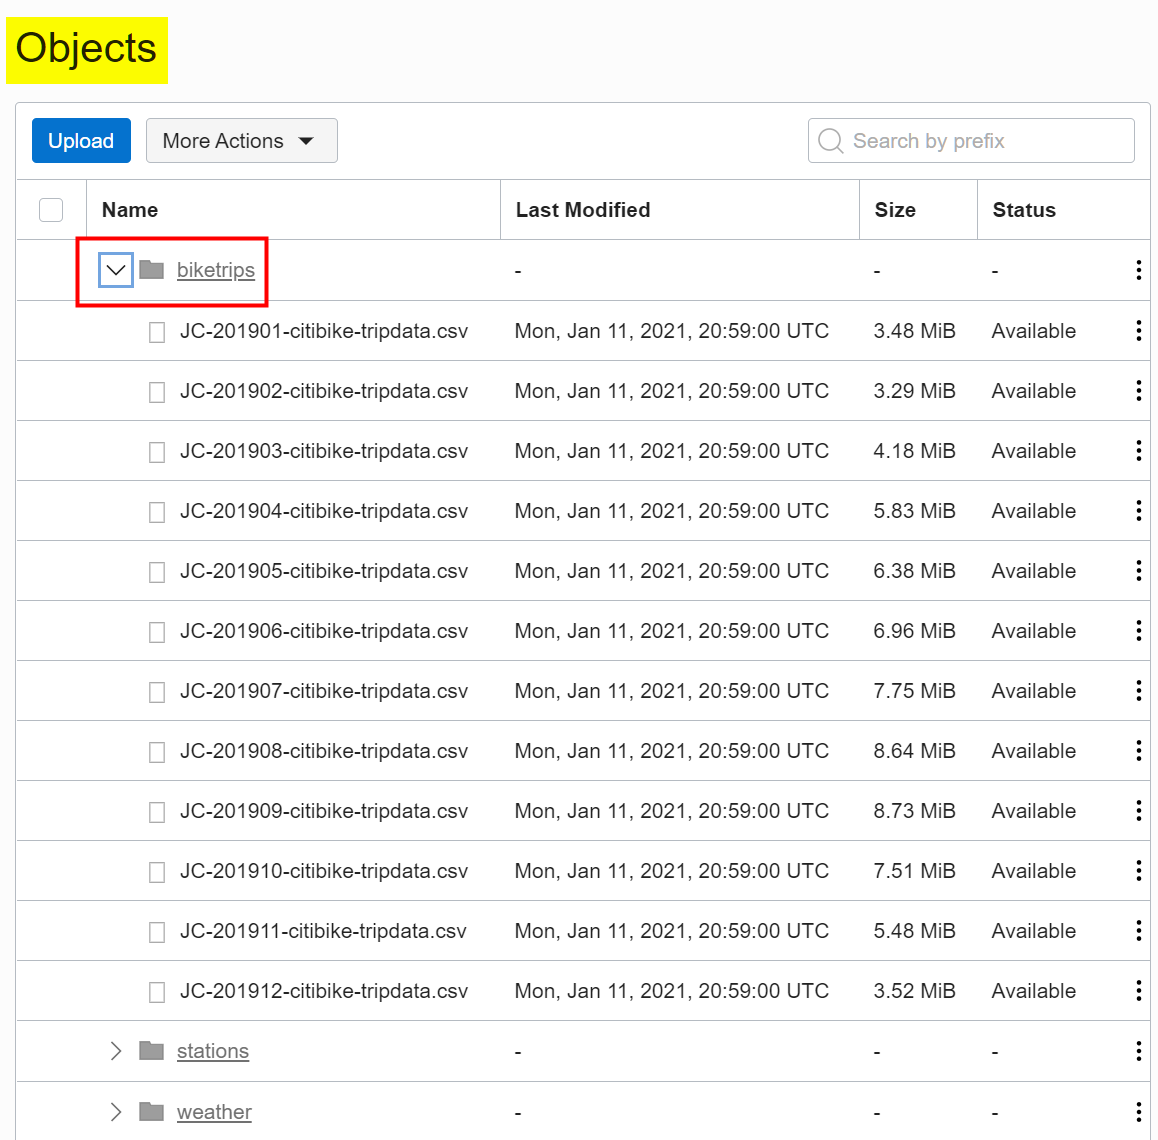 Objects
Upload More Actions Search by prefix
Name Last Modified Size Status
biketrips - - -
JC-201901-citibike-tripdata.csv Mon, Jan 11, 2021, 20:59:00 UTC 3.48 MiB Available
JC-201902-citibike-tripdata.csv Mon, Jan 11, 2021, 20:59:00 UTC 3.29 MiB Available
JC-201903-citibike-tripdata.csv Mon, Jan 11, 2021, 20:59:00 UTC 4.18 MiB Available
JC-201904-citibike-tripdata.csv Mon, Jan 11, 2021, 20:59:00 UTC 5.83 MiB Available
JC-201905-citibike-tripdata.csv Mon, Jan 11, 2021, 20:59:00 UTC 6.38 MiB Available
JC-201906-citibike-tripdata.csv Mon, Jan 11, 2021, 20:59:00 UTC 6.96 MiB Available
JC-201907-citibike-tripdata.csv Mon, Jan 11, 2021, 20:59:00 UTC 7.75 MiB Available
JC-201908-citibike-tripdata.csv Mon, Jan 11, 2021, 20:59:00 UTC 8.64 MiB Available
JC-201909-citibike-tripdata.csv Mon, Jan 11, 2021, 20:59:00 UTC 8.73 MiB Available
JC-201910-citibike-tripdata.csv Mon, Jan 11, 2021, 20:59:00 UTC 7.51 MiB Available
JC-201911-citibike-tripdata.csv Mon, Jan 11, 2021, 20:59:00 UTC 5.48 MiB Available
JC-201912-citibike-tripdata.csv Mon, Jan 11, 2021, 20:59:00 UTC 3.52 MiB Available
stations - - -
weather - - -